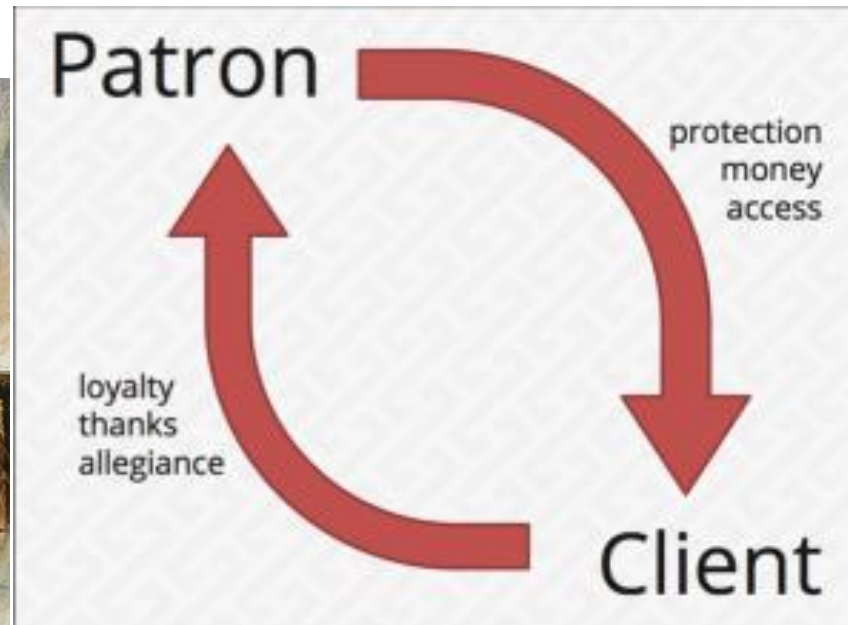 Patron
protection
money
access
loyalty
thanks
allegiance
Client